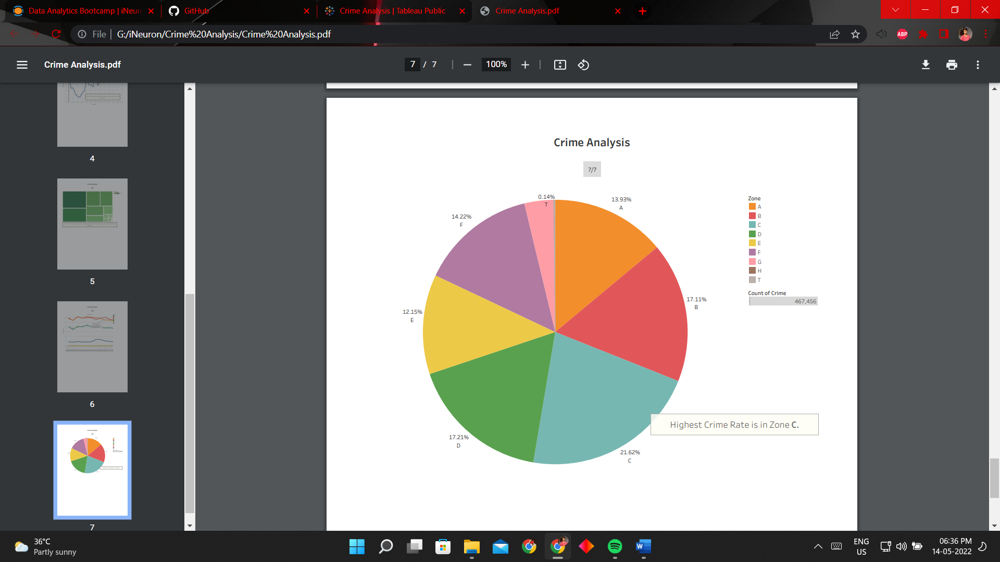 Data Analytics Bootcamp | iNeur
GitHub
Crime Analysis | Tableau Public
Crime Analysis.pdf
File
G:/iNeuron/Crime%20Analysis/Crime%20Analysis.pdf
ABP
Crime Analysis.pdf
7 / 7
100%
4
5
6
7
Crime Analysis
7/7
0.14%
T
13.93%
A
14.22%
F
17.11%
B
12.15%
E
17.21%
D
21.62%
C
Zone
A
B
C
D
E
F
G
H
T
Count of Crime
467,456
Highest Crime Rate is in Zone C.
36°C
Partly sunny
W
ENG
US
06:36 PM
14-05-2022